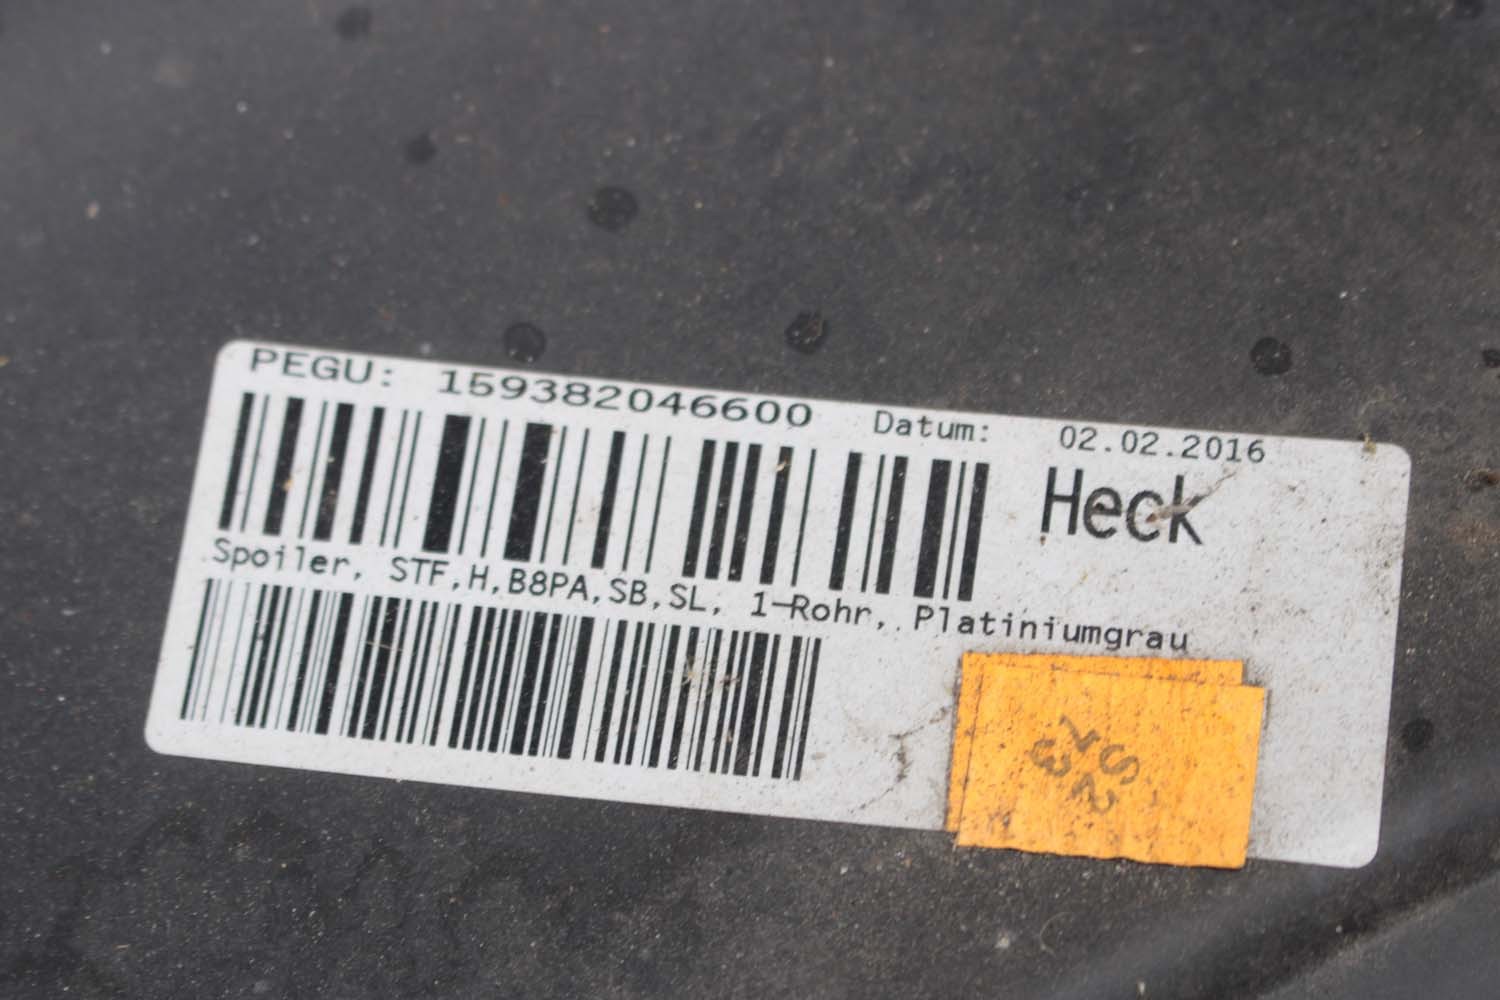 PEGU: 159382046600 Datum: 02.02.2016
Heck
Spoiler, STF,H,B8PA,SB,SL, 1-Rohr, Platiniumgrau